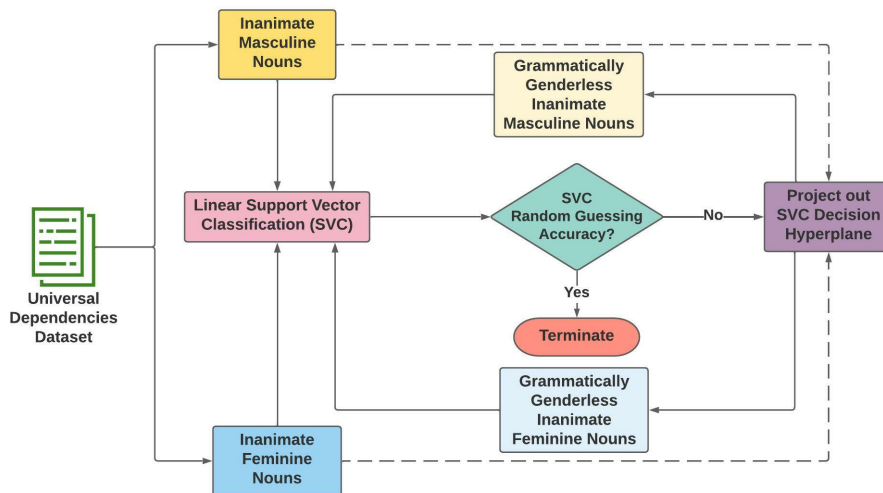 Inanimate
Masculine
Nouns
Grammatically
Genderless
Inanimate
Masculine Nouns
Linear Support Vector
Classification (SVC)
SVC
Random Guessing
Accuracy?
No
Project out
SVC Decision
Hyperplane
Yes
Terminate
Universal
Dependencies
Dataset
Grammatically
Genderless
Inanimate
Feminine Nouns
Inanimate
Feminine
Nouns